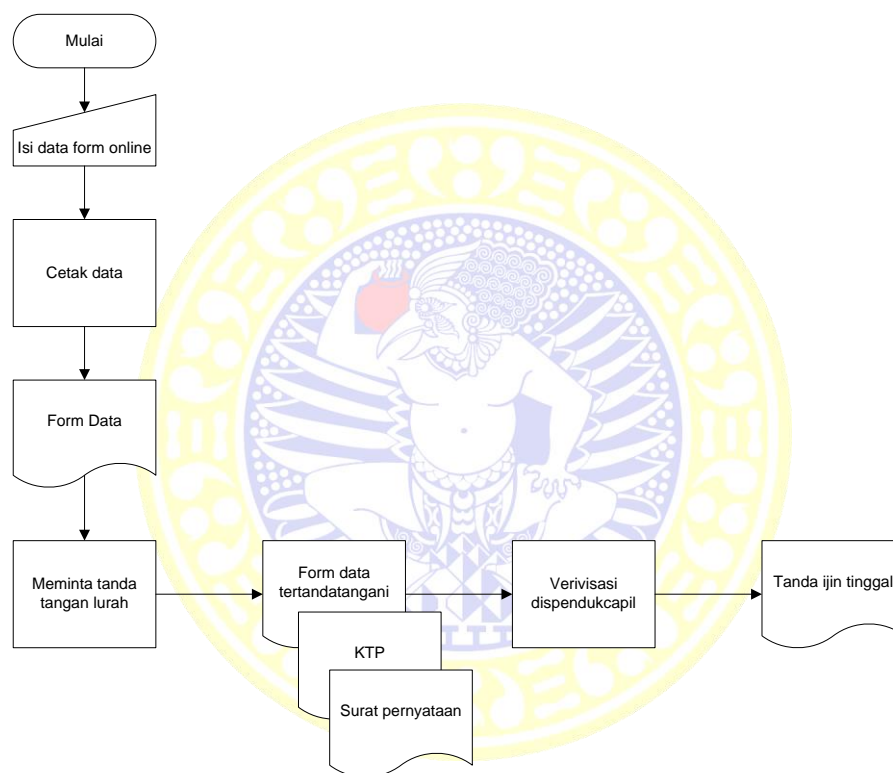 Mulai
Isi data form online
Cetak data
Form Data
Meminta tanda
tangan lurah
Form data
tertandatangani
KTP
Surat pernyataan
Verivisasi
dispendukcapil
Tanda ijin tinggal